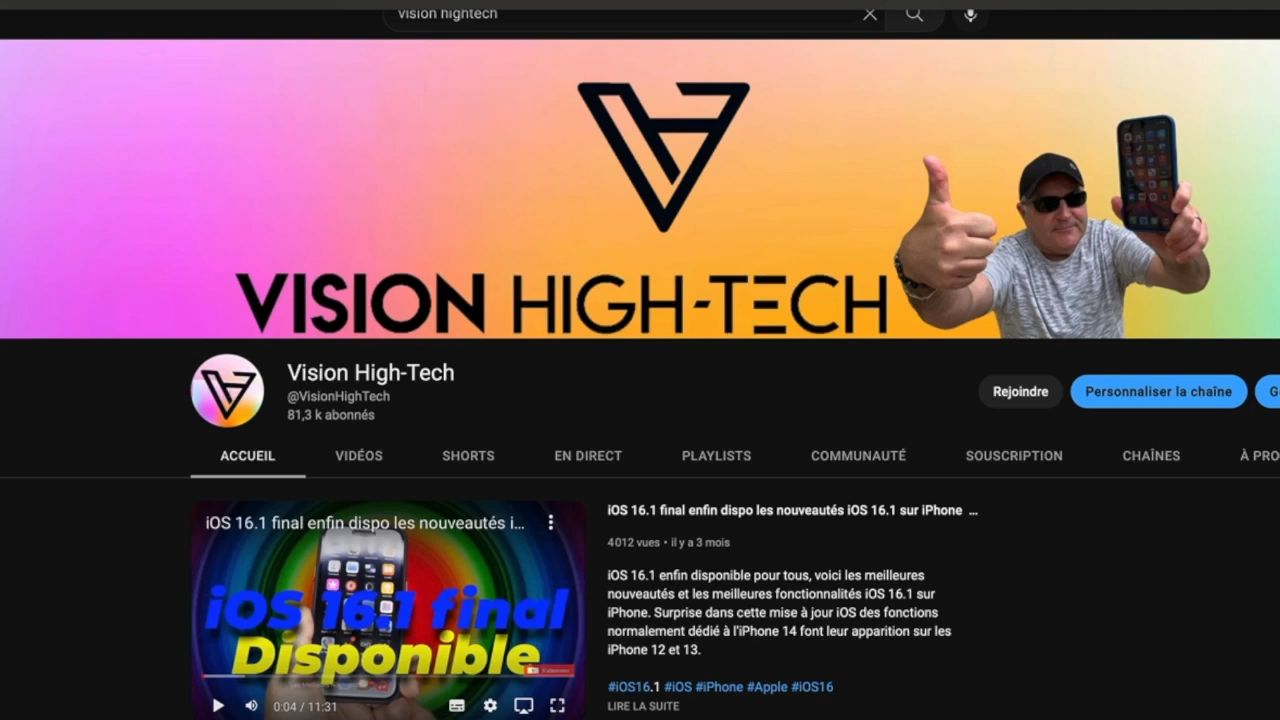 vision hightech
VISION HIGH-TECH
Vision High-Tech
@VisionHighTech
81,3 k abonnés
Rejoindre
Personnaliser la chaîne
ACCUEIL VIDÉOS SHORTS EN DIRECT PLAYLISTS COMMUNAUTÉ SOUSCRIPTION CHAÎNES À PRO
iOS 16.1 final enfin dispo les nouveautés i...
iOS 16.1 final
Disponible
0:04 / 11:31
iOS 16.1 final enfin dispo les nouveautés iOS 16.1 sur iPhone ...
4 012 vues • il y a 3 mois
iOS 16.1 enfin disponible pour tous, voici les meilleures
nouveautés et les meilleures fonctionnalités iOS 16.1 sur
iPhone. Surprise dans cette mise à jour iOS des fonctions
normalement dédié à l'iPhone 14 font leur apparition sur les
iPhone 12 et 13.
#iOS16.1 #iOS #iPhone #Apple #iOS16
LIRE LA SUITE